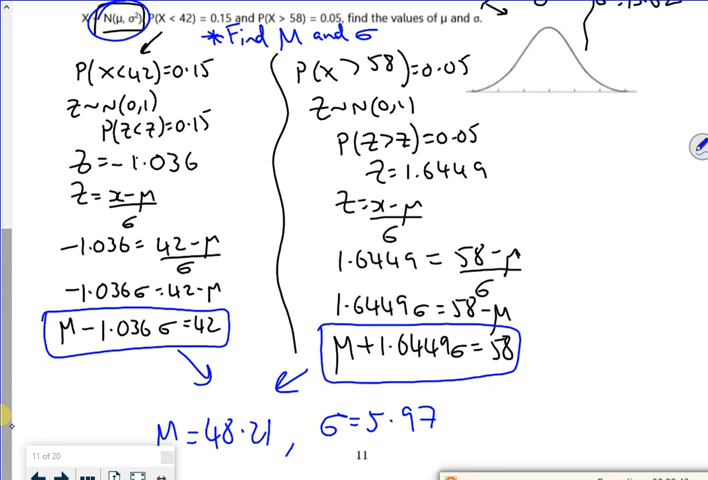 X~N(μ, σ²) P(X < 42) = 0.15 and P(X > 58) = 0.05, find the values of μ and σ.
*Find μ and σ
P(X<42)=0.15
Z~N(0,1)
P(Z<z)=0.15
Z=-1.036
Z=x-μ/σ
-1.036=42-μ/σ
-1.036σ=42-μ
μ-1.036σ=42
P(X>58)=0.05
Z~N(0,1)
P(Z>z)=0.05
Z=1.6449
Z=x-μ/σ
1.6449=58-μ/σ
1.6449σ=58-μ
μ+1.6449σ=58
μ=48.21, σ=5.97
11 of 20
11